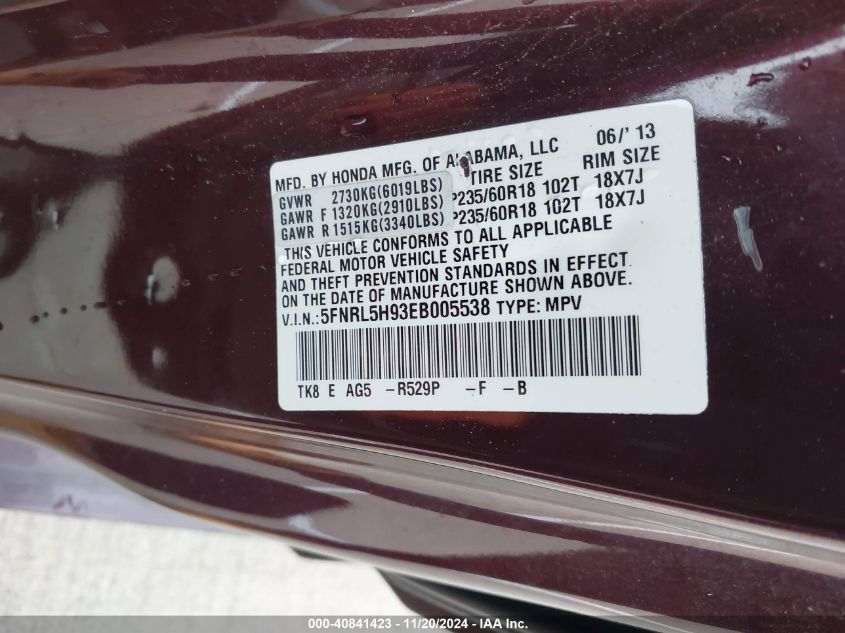 MFD. BY HONDA MFG. OF ALABAMA, LLC 06/'13
TIRE SIZE RIM SIZE
GVWR 2730KG(6019LBS)
GAWR F 1320KG(2910LBS) P235/60R18 102T 18X7J
GAWR R 1515KG(3340LBS) P235/60R18 102T 18X7J
THIS VEHICLE CONFORMS TO ALL APPLICABLE
FEDERAL MOTOR VEHICLE SAFETY
AND THEFT PREVENTION STANDARDS IN EFFECT
ON THE DATE OF MANUFACTURE SHOWN ABOVE.
V.I.N.:5FNRL5H93EB005538 TYPE: MPV
TK8 E AG5 -R529P -F -B
000-40841423 - 11/20/2024 - IAA Inc.